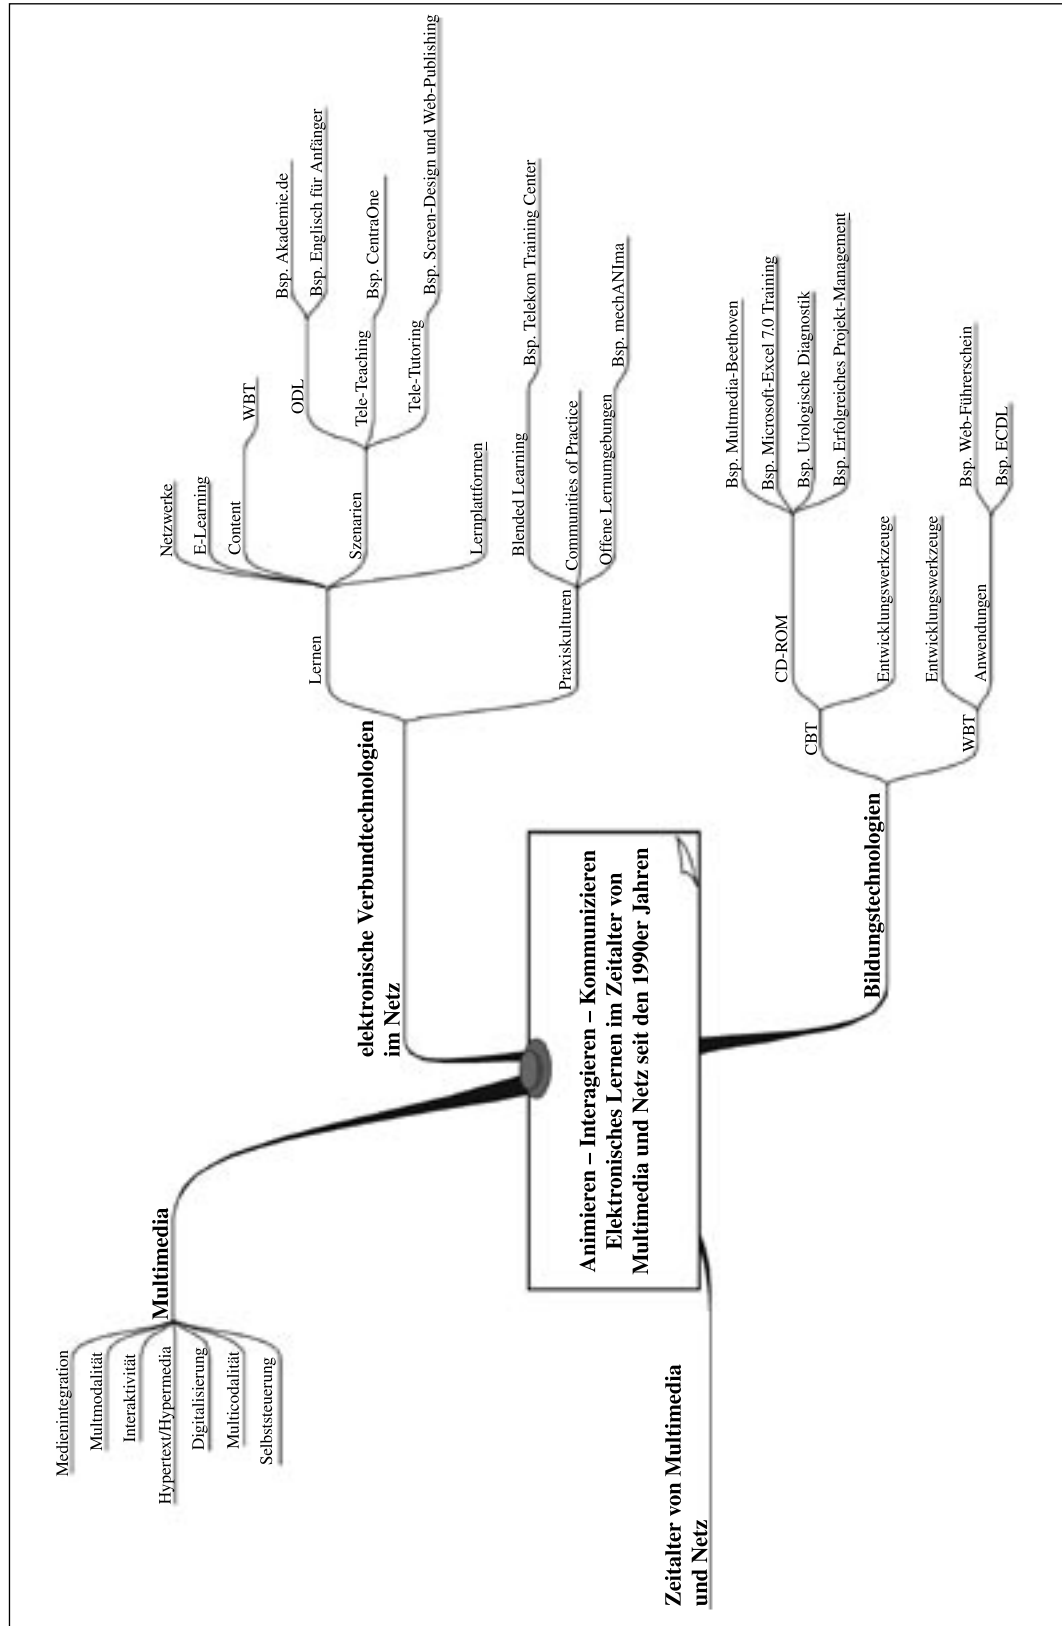 Medienintegration
Multmodalität
Interaktivität
Hypertext/Hypermedia
Digitalisierung
Multicodalität
Selbststeuerung
Multimedia
Zeitalter von Multimedia
und Netz
Animieren – Interagieren – Kommunizieren
Elektronisches Lernen im Zeitalter von
Multimedia und Netz seit den 1990er Jahren
elektronische Verbundtechnologien
im Netz
Lernen
Netzwerke
E-Learning
Content
WBT
Szenarien
ODL
Bsp. Akademie.de
Bsp. Englisch für Anfänger
Tele-Teaching
Bsp. CentraOne
Tele-Tutoring
Bsp. Screen-Design und Web-Publishing
Lernplattformen
Praxiskulturen
Blended Learning
Bsp. Telekom Training Center
Communities of Practice
Offene Lernumgebungen
Bsp. mechANIma
Bildungstechnologien
CBT
CD-ROM
Bsp. Multmedia-Beethoven
Bsp. Microsoft-Excel 7.0 Training
Bsp. Urologische Diagnostik
Bsp. Erfolgreiches Projekt-Management
Entwicklungswerkzeuge
WBT
Entwicklungswerkzeuge
Anwendungen
Bsp. Web-Führerschein
Bsp. ECDL